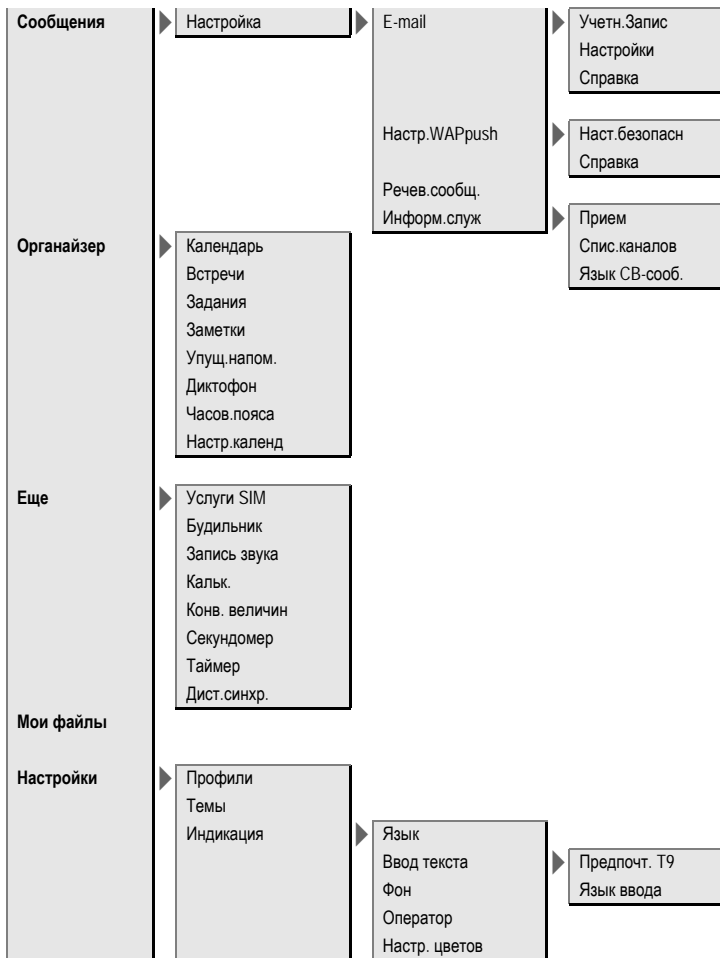 Сообщения
Настройка
E-mail
Учетн.Запис
Настройки
Справка
Настр.WAPpush
Наст.безопасн
Справка
Речев.сообщ.
Информ.служ
Прием
Спис.каналов
Язык CB-сооб.
Органайзер
Календарь
Встречи
Задания
Заметки
Упущ.напом.
Диктофон
Часов.пояса
Настр.календ
Еще
Услуги SIM
Будильник
Запись звука
Кальк.
Конв. величин
Секундомер
Таймер
Дист.синхр.
Мои файлы
Настройки
Профили
Темы
Индикация
Язык
Ввод текста
Предпочт. T9
Язык ввода
Фон
Оператор
Настр. цветов